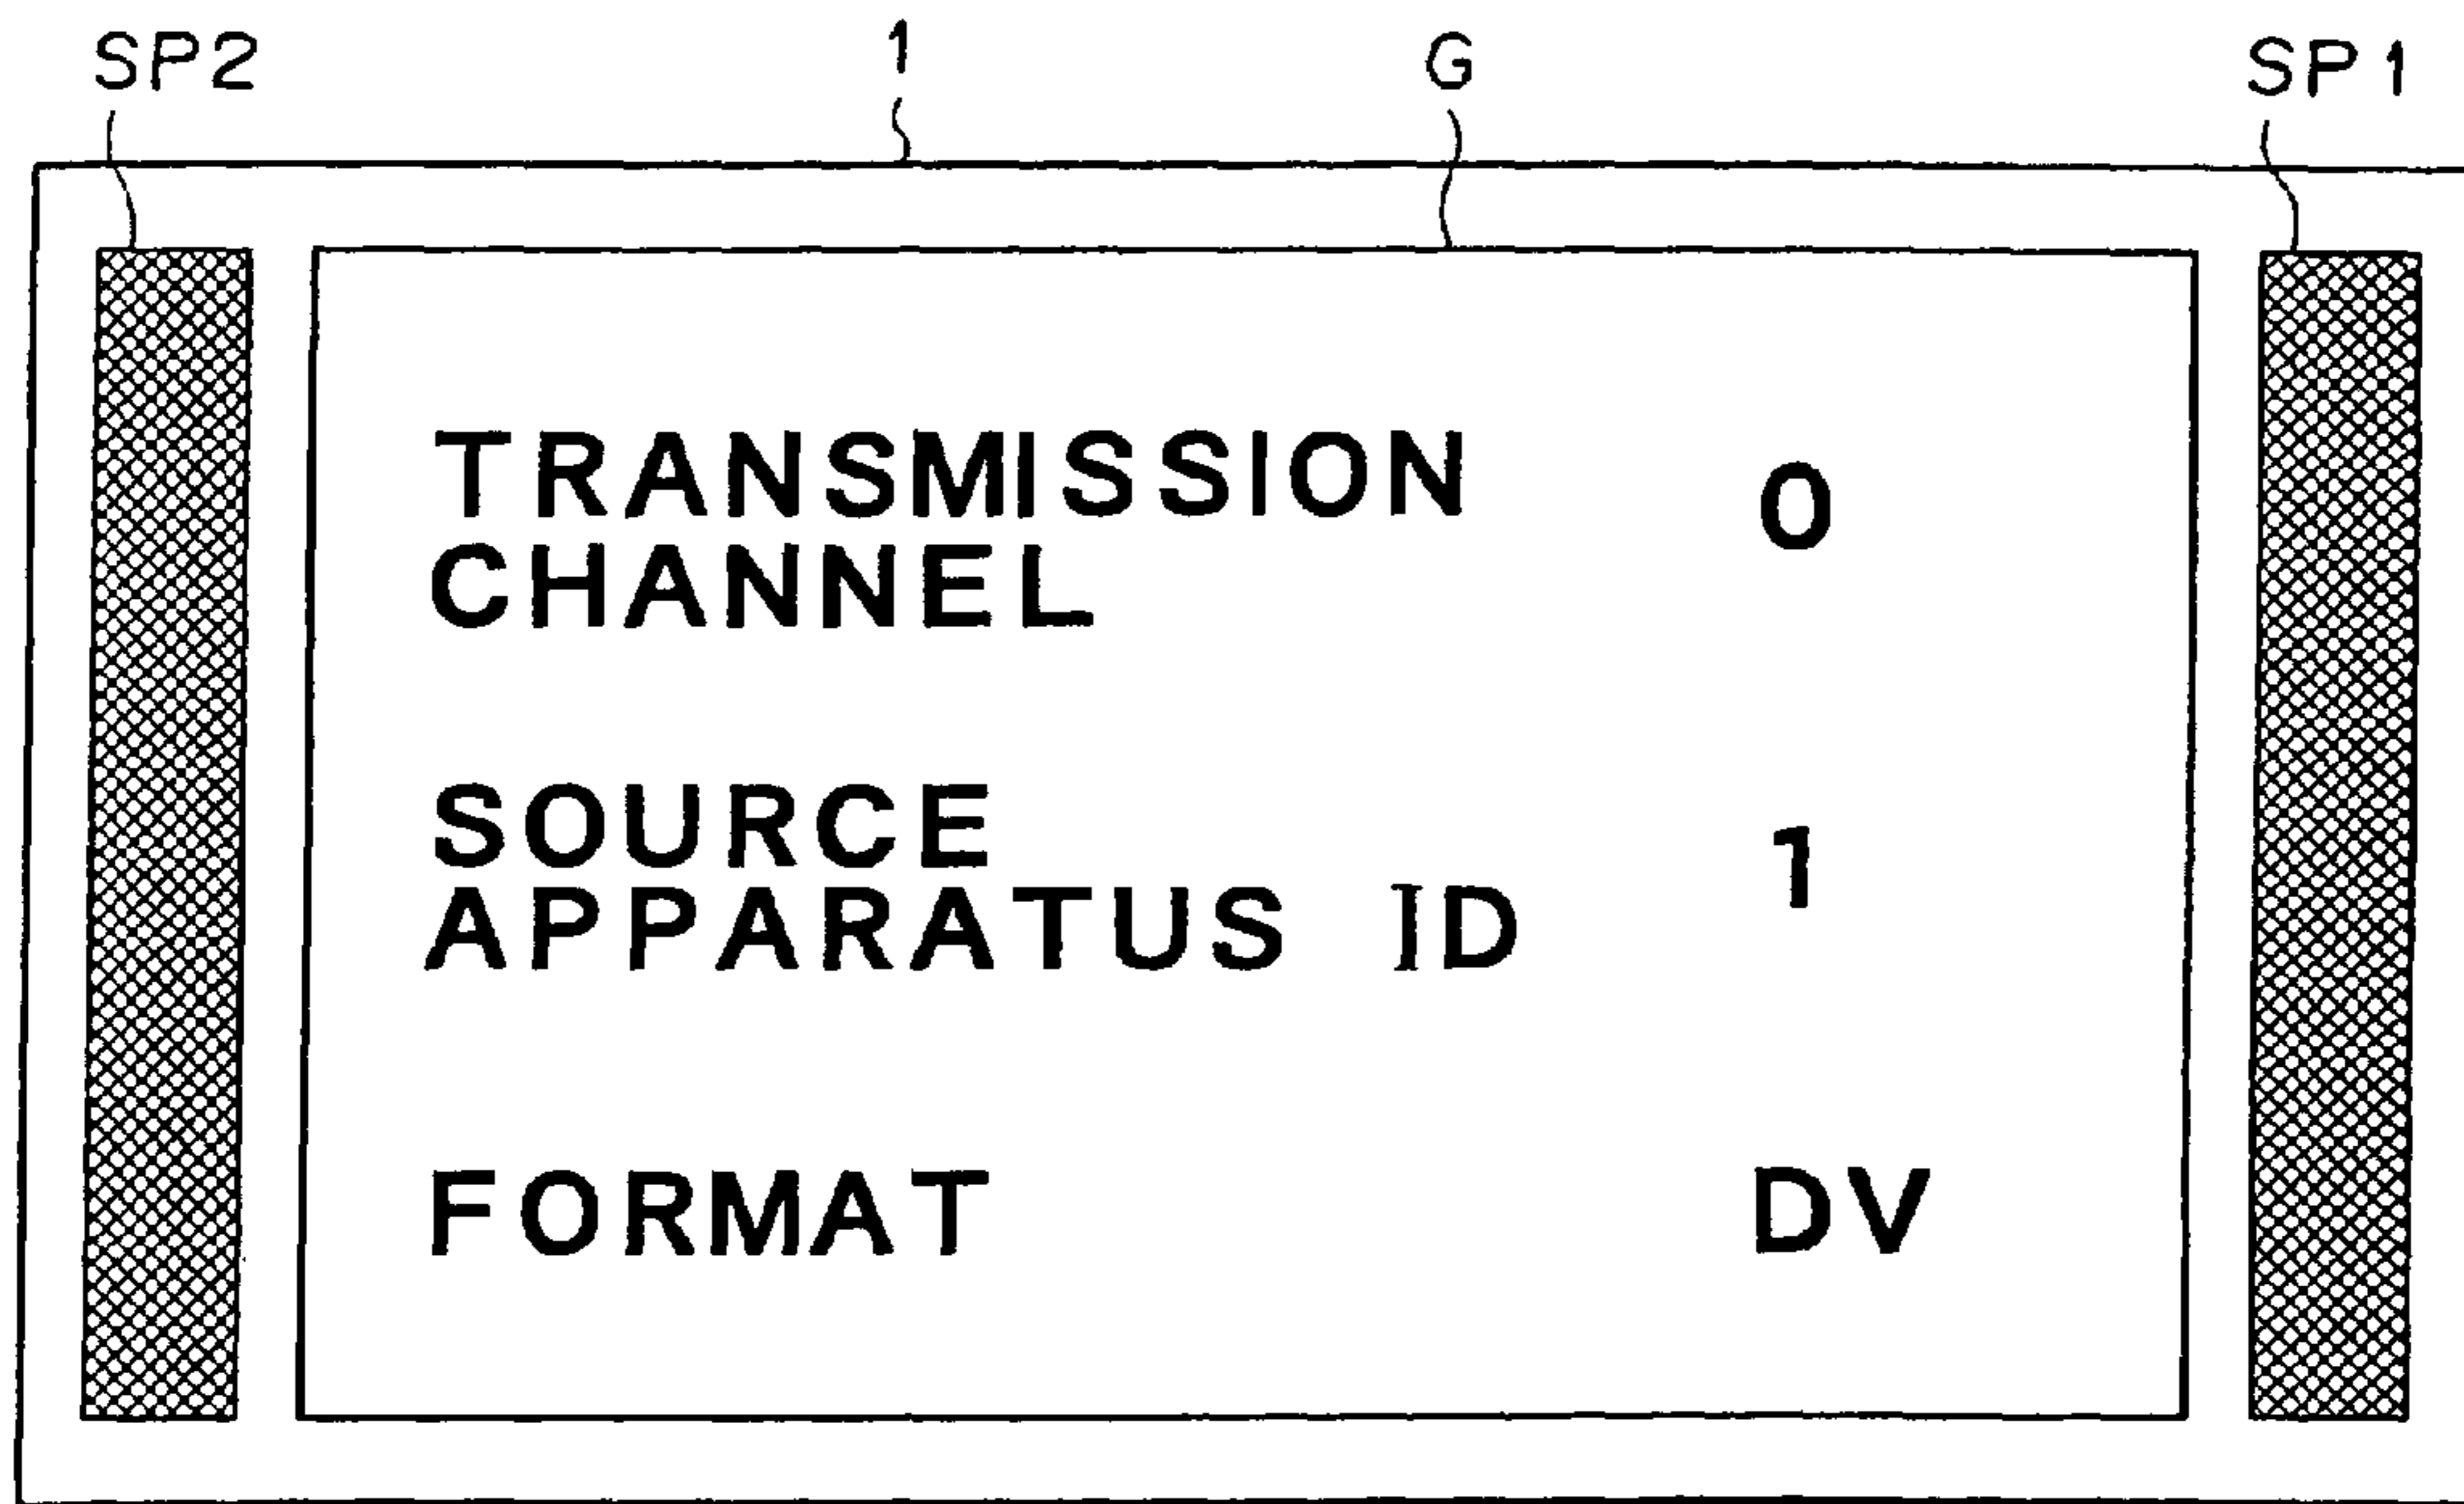 SP2 1 G SP1
TRANSMISSION
CHANNEL 0
SOURCE
APPARATUS ID 1
FORMAT DV